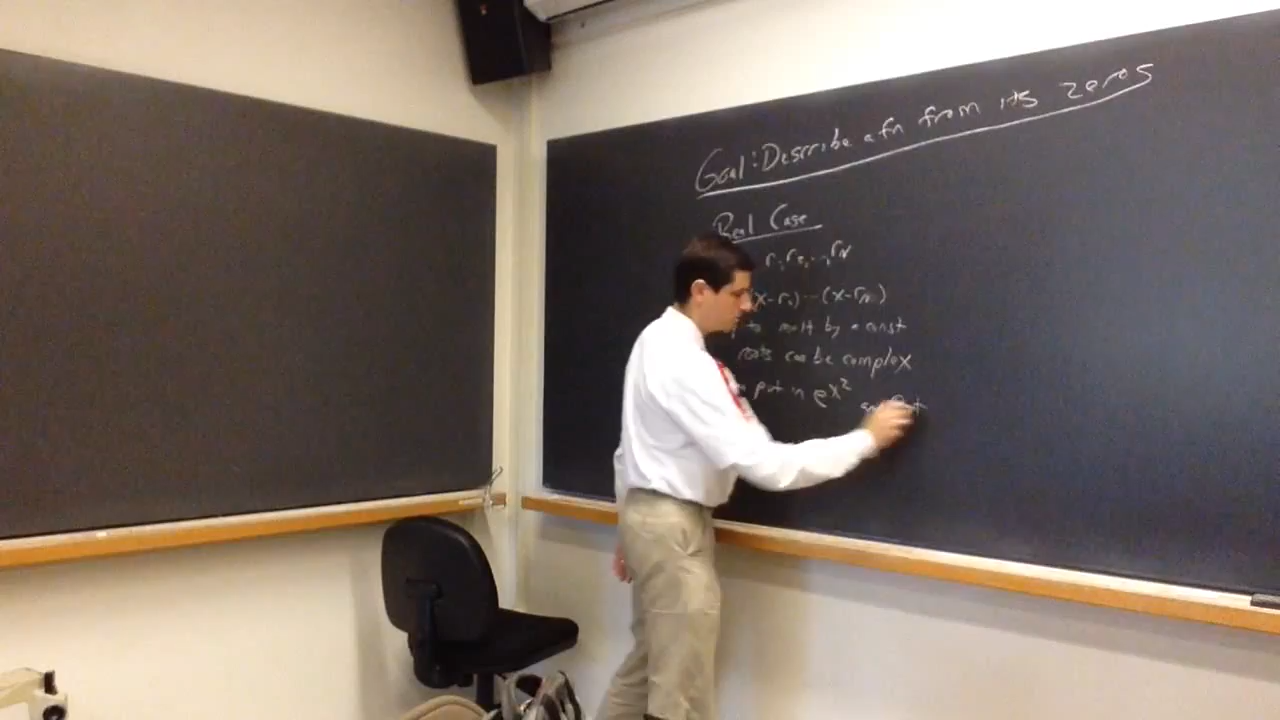 Goal: Describe a fn from its zeros
Real Case
r1, r2, ..., rN
x-r1) ... (x-rN)
to mult by a const
roots can be complex
put in e^x^2